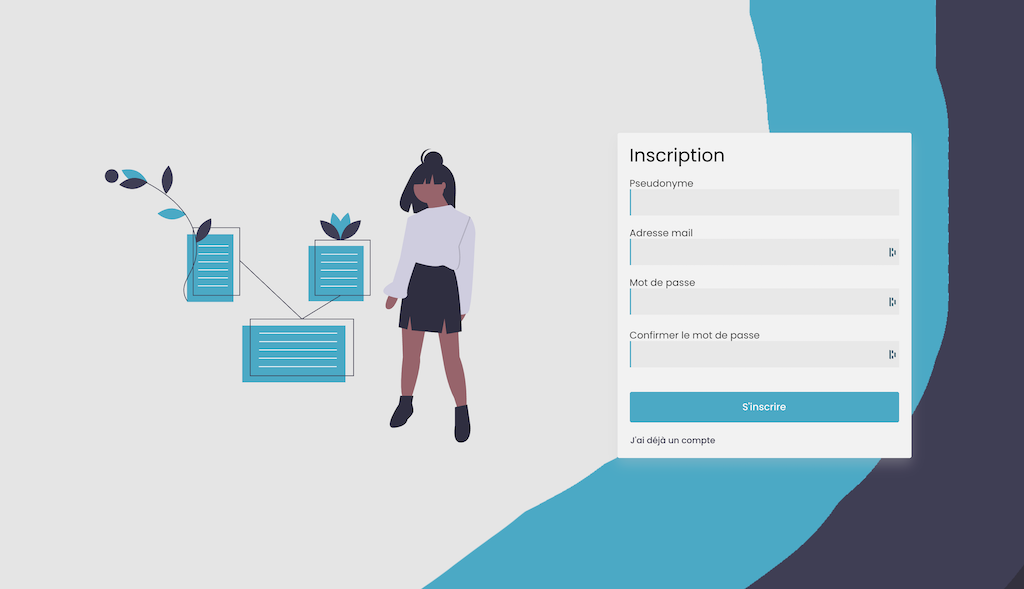 Inscription
Pseudonyme
Adresse mail
Mot de passe
Confirmer le mot de passe
S'inscrire
J'ai déjà un compte